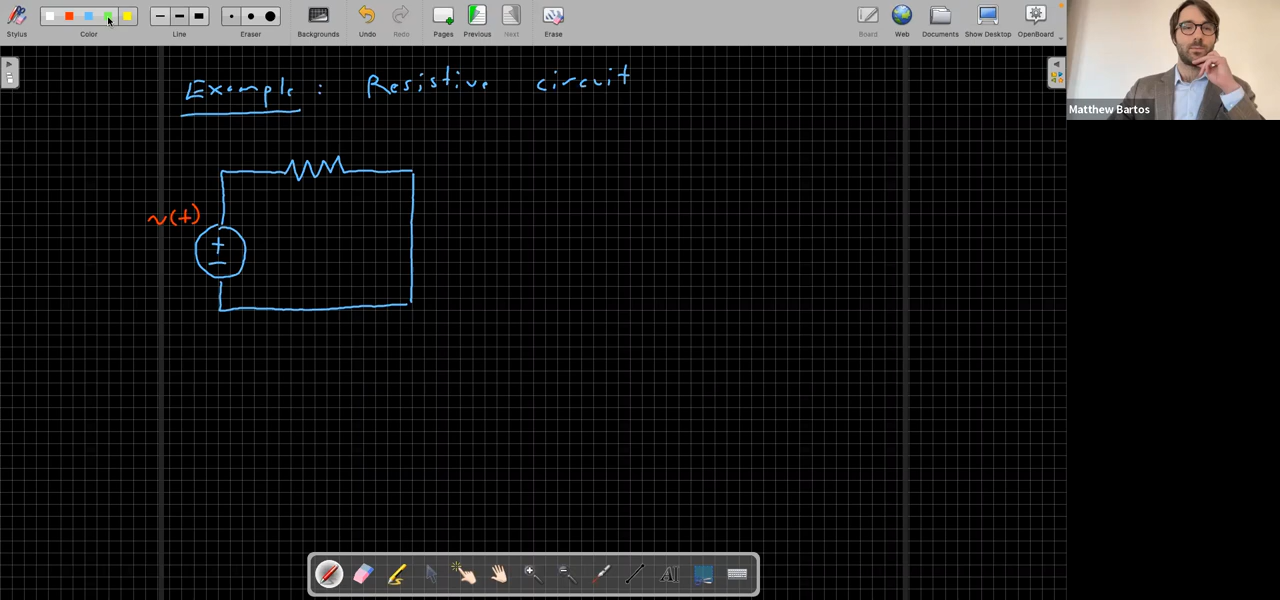 Stylus
Color
Line
Eraser
Backgrounds
Undo
Redo
Pages
Previous
Next
Erase
Board
Web
Documents
Show Desktop
OpenBoard
Matthew Bartos
Example : Resistive circuit
v(t)
+
−
AI